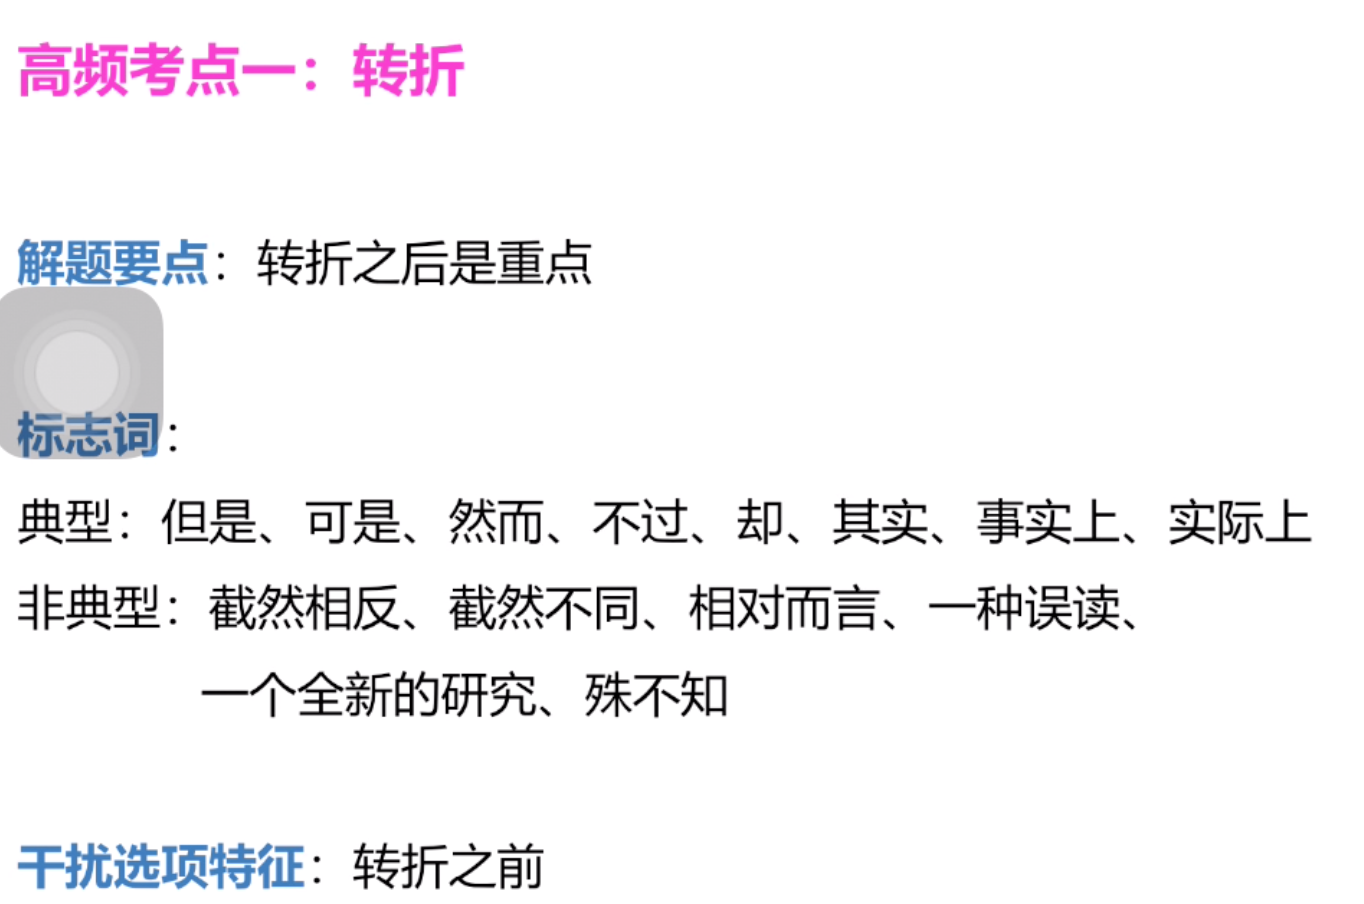 高频考点一：转折
解题要点：转折之后是重点
标志词：
典型：但是、可是、然而、不过、却、其实、事实上、实际上
非典型：截然相反、截然不同、相对而言、一种误读、
一个全新的研究、殊不知
干扰选项特征：转折之前